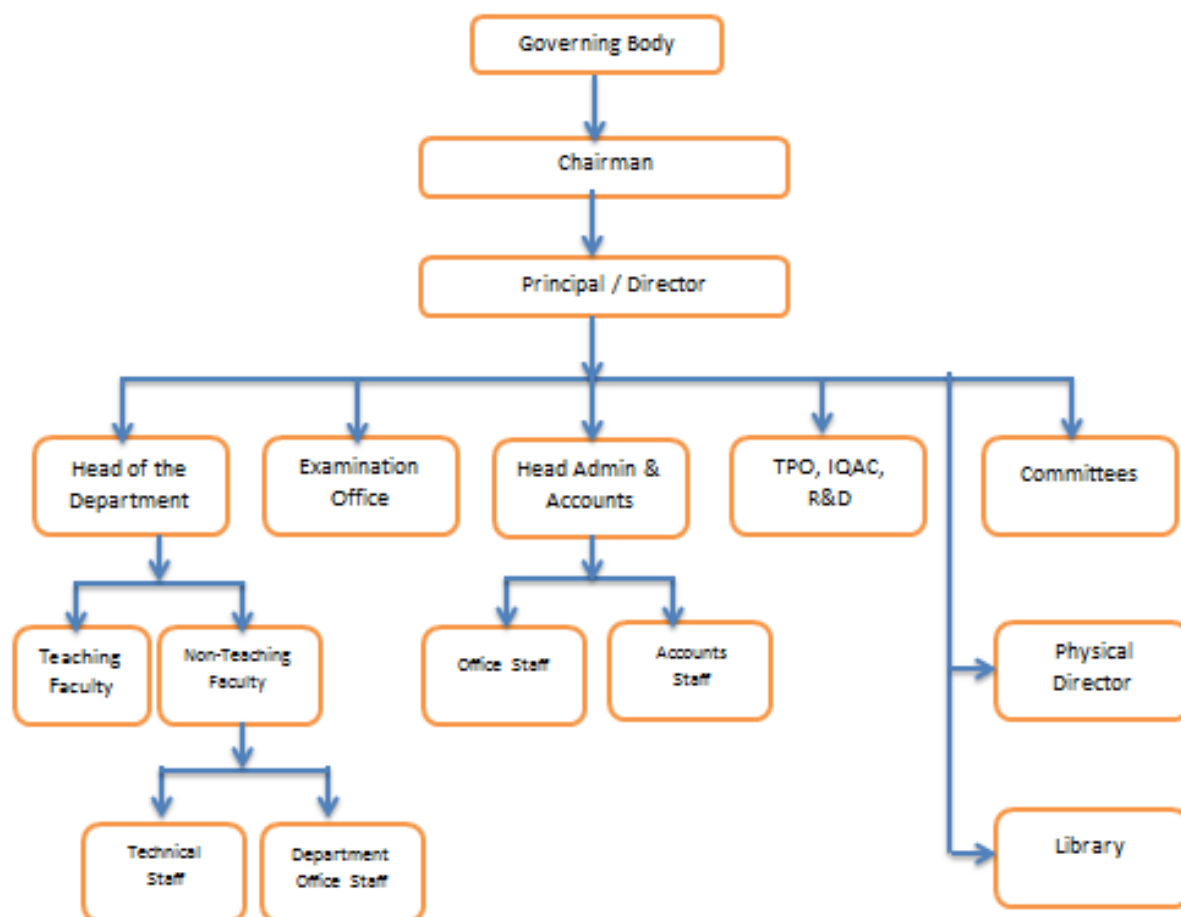 Governing Body
Chairman
Principal / Director
Head of the
Department
Examination
Office
Head Admin &
Accounts
TPO, IQAC,
R&D
Committees
Teaching
Faculty
Non-Teaching
Faculty
Office Staff
Accounts
Staff
Physical
Director
Technical
Staff
Department
Office Staff
Library